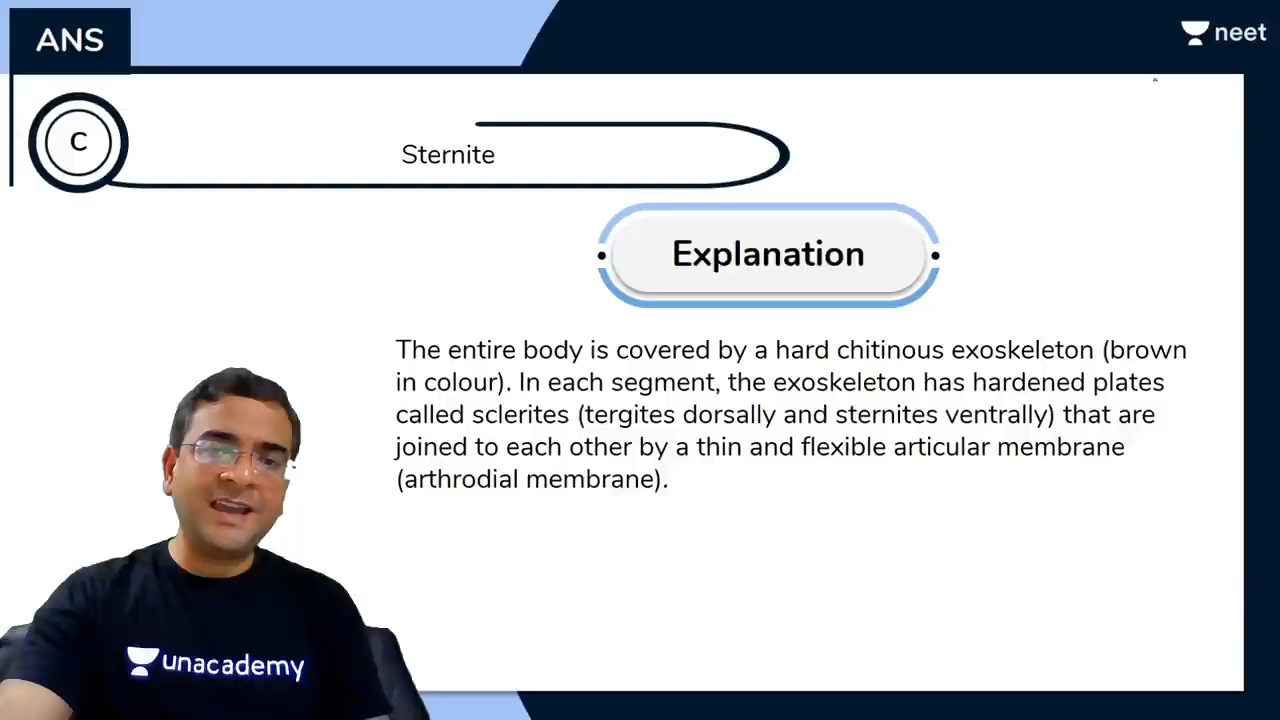 ANS
neet
C
Sternite
Explanation
The entire body is covered by a hard chitinous exoskeleton (brown
in colour). In each segment, the exoskeleton has hardened plates
called sclerites (tergites dorsally and sternites ventrally) that are
joined to each other by a thin and flexible articular membrane
(arthrodial membrane).
unacademy